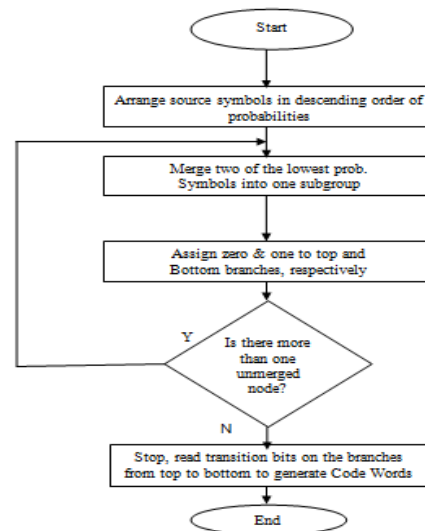 Start
Arrange source symbols in descending order of
probabilities
Merge two of the lowest prob.
Symbols into one subgroup
Assign zero & one to top and
Bottom branches, respectively
Y
Is there more
than one
unmerged
node?
N
Stop, read transition bits on the branches
from top to bottom to generate Code Words
End